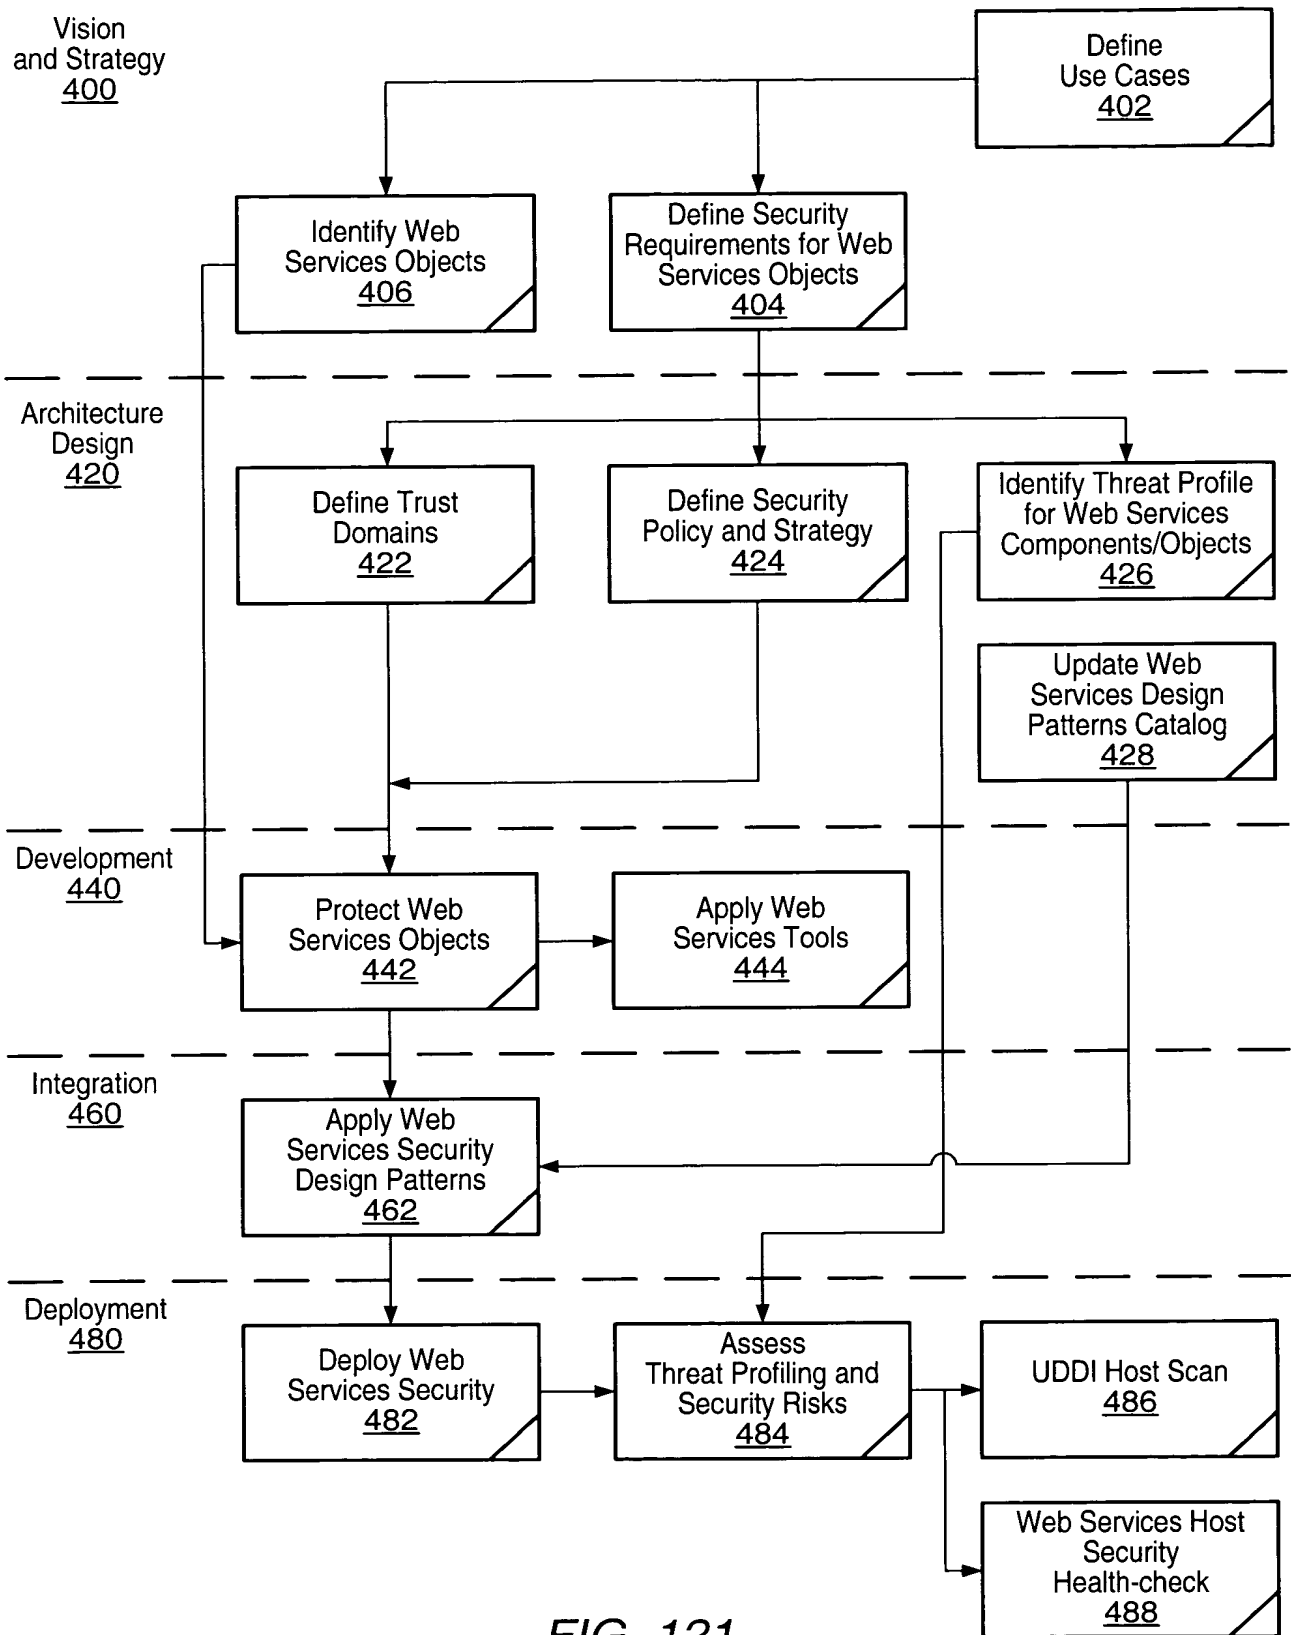 Vision
and Strategy
400
Define
Use Cases
402
Identify Web
Services Objects
406
Define Security
Requirements for Web
Services Objects
404
Architecture
Design
420
Define Trust
Domains
422
Define Security
Policy and Strategy
424
Identify Threat Profile
for Web Services
Components/Objects
426
Update Web
Services Design
Patterns Catalog
428
Development
440
Protect Web
Services Objects
442
Apply Web
Services Tools
444
Integration
460
Apply Web
Services Security
Design Patterns
462
Deployment
480
Deploy Web
Services Security
482
Assess
Threat Profiling and
Security Risks
484
UDDI Host Scan
486
Web Services Host
Security
Health-check
488
FIG. 121